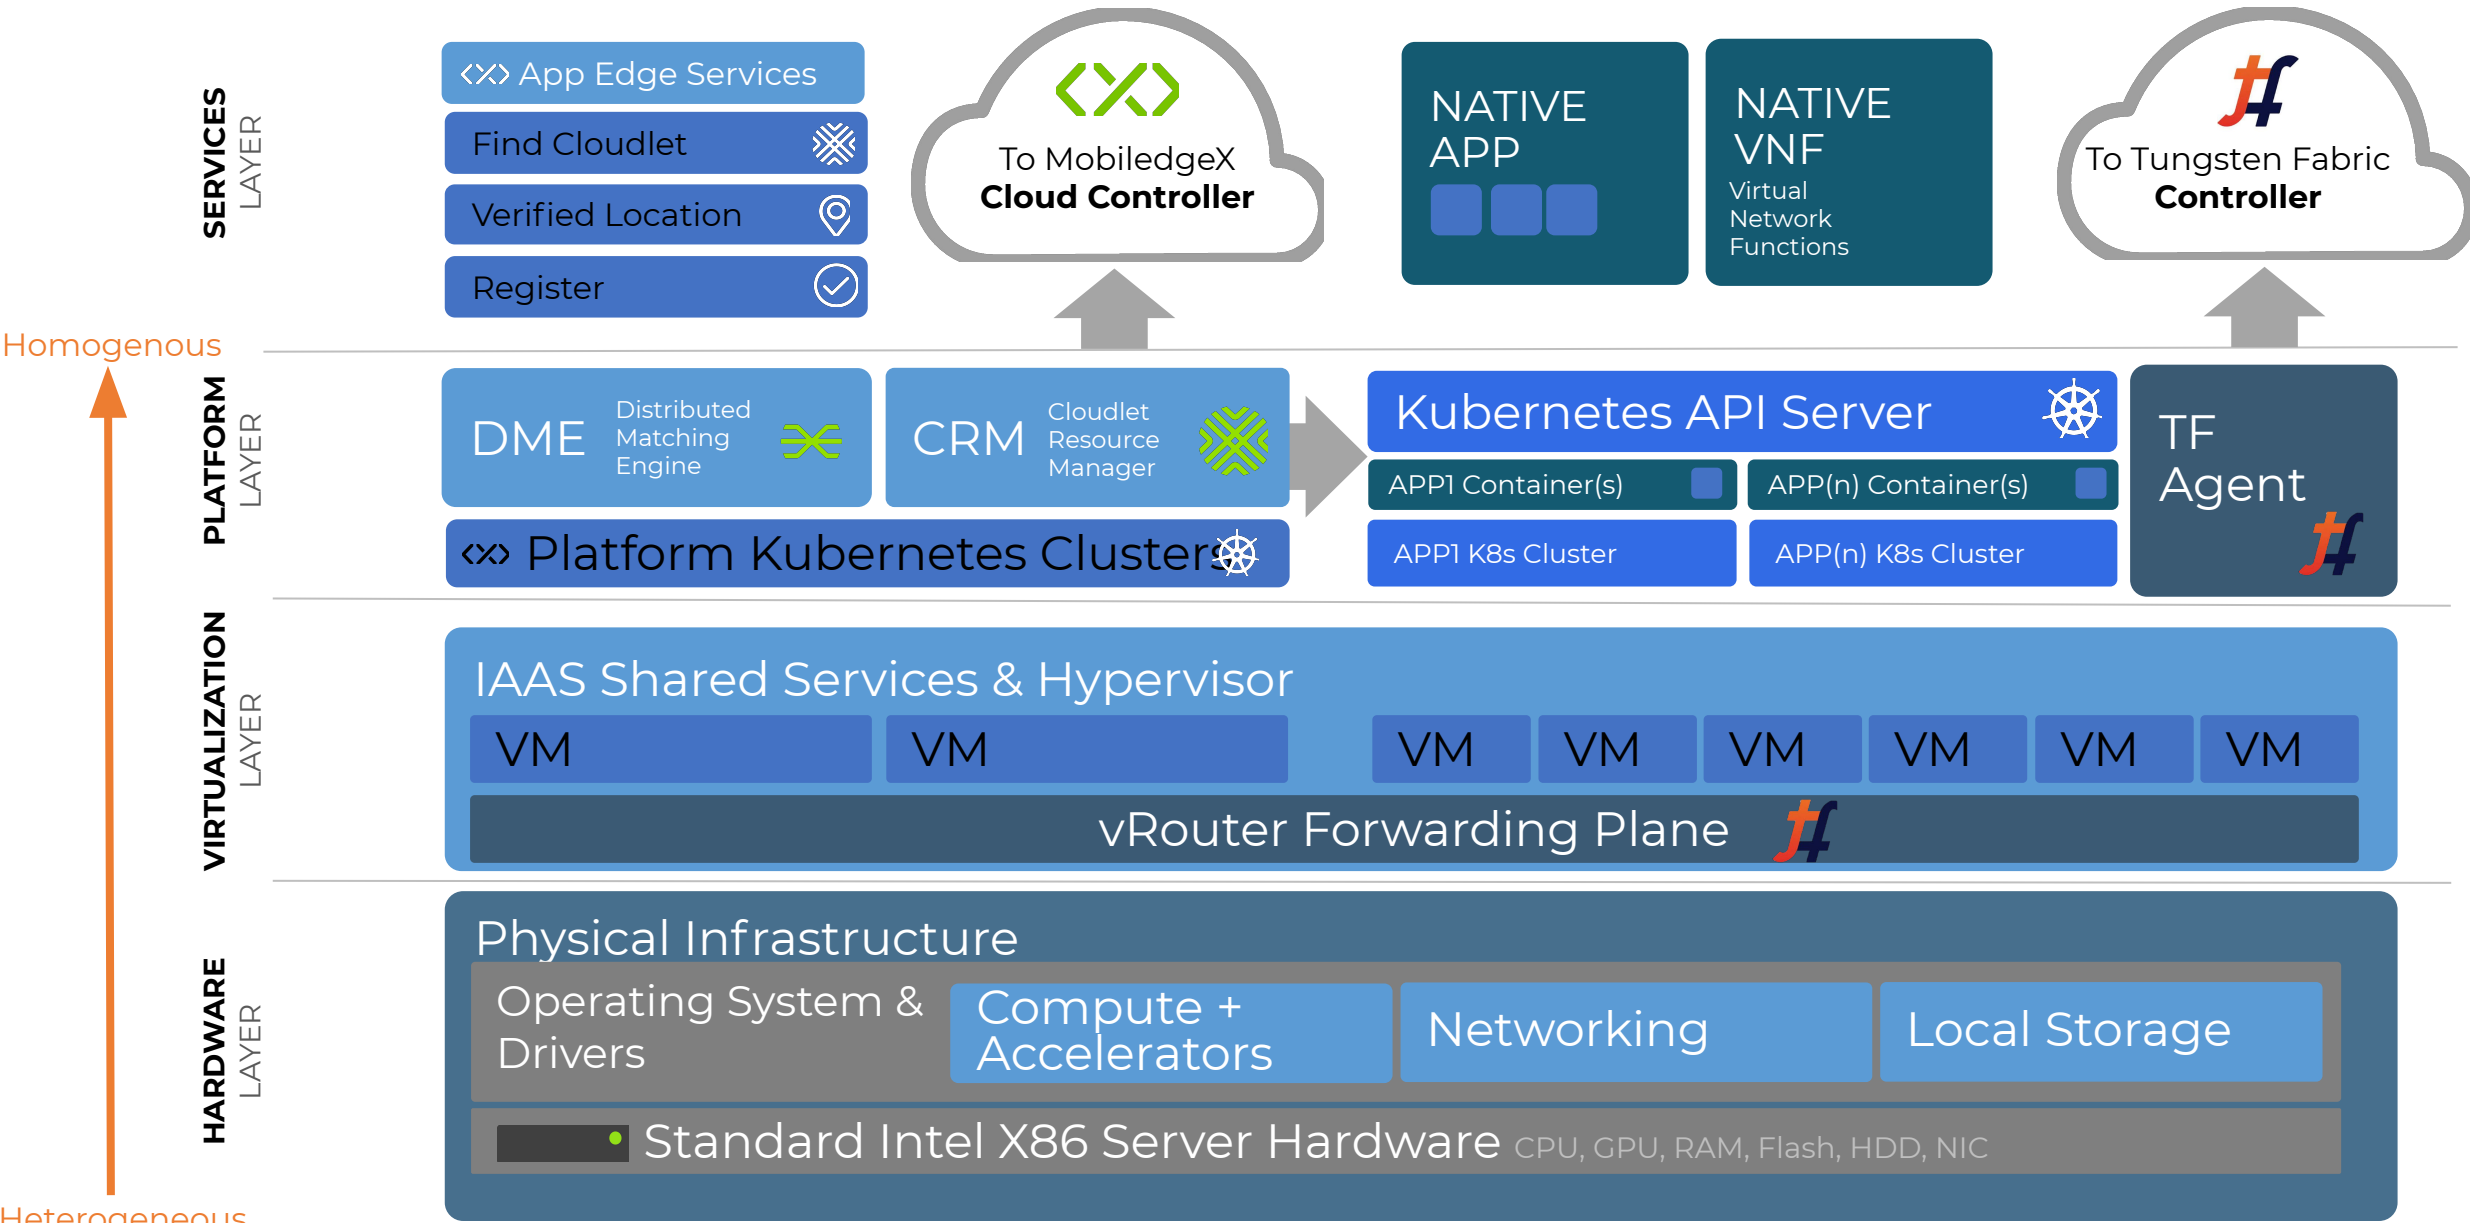 SERVICES
LAYER
App Edge Services
Find Cloudlet
Verified Location
Register
To MobiledgeX
Cloud Controller
NATIVE
APP
NATIVE
VNF
Virtual
Network
Functions
To Tungsten Fabric
Controller
Homogenous
PLATFORM
LAYER
DME
Distributed
Matching
Engine
CRM
Cloudlet
Resource
Manager
Platform Kubernetes Clusters
Kubernetes API Server
APP1 Container(s)
APP(n) Container(s)
APP1 K8s Cluster
APP(n) K8s Cluster
TF
Agent
VIRTUALIZATION
LAYER
IAAS Shared Services & Hypervisor
VM
VM
VM
VM
VM
VM
VM
VM
vRouter Forwarding Plane
HARDWARE
LAYER
Physical Infrastructure
Operating System &
Drivers
Compute +
Accelerators
Networking
Local Storage
Standard Intel X86 Server Hardware CPU, GPU, RAM, Flash, HDD, NIC
Heterogeneous